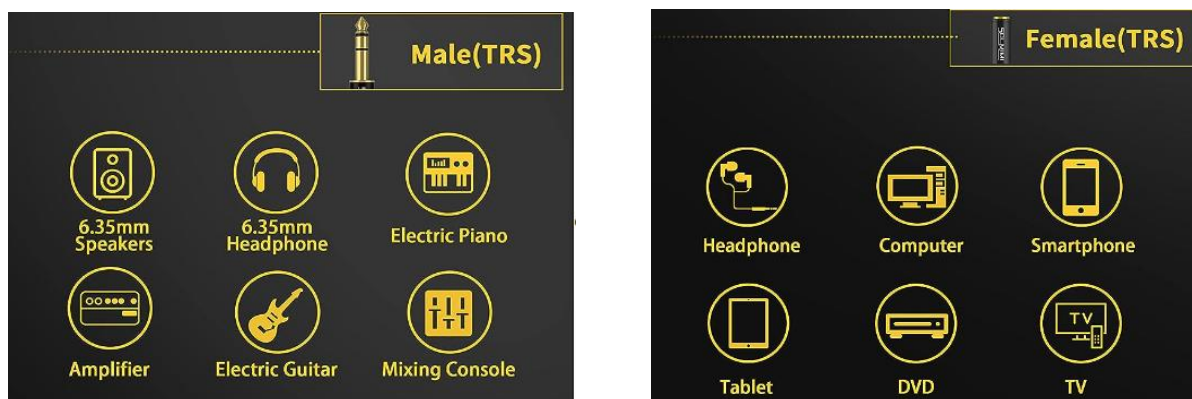 Male(TRS)
6.35mm
Speakers
6.35mm
Headphone
Electric Piano
Amplifier
Electric Guitar
Mixing Console
Female(TRS)
Headphone
Computer
Smartphone
Tablet
DVD
TV
TV